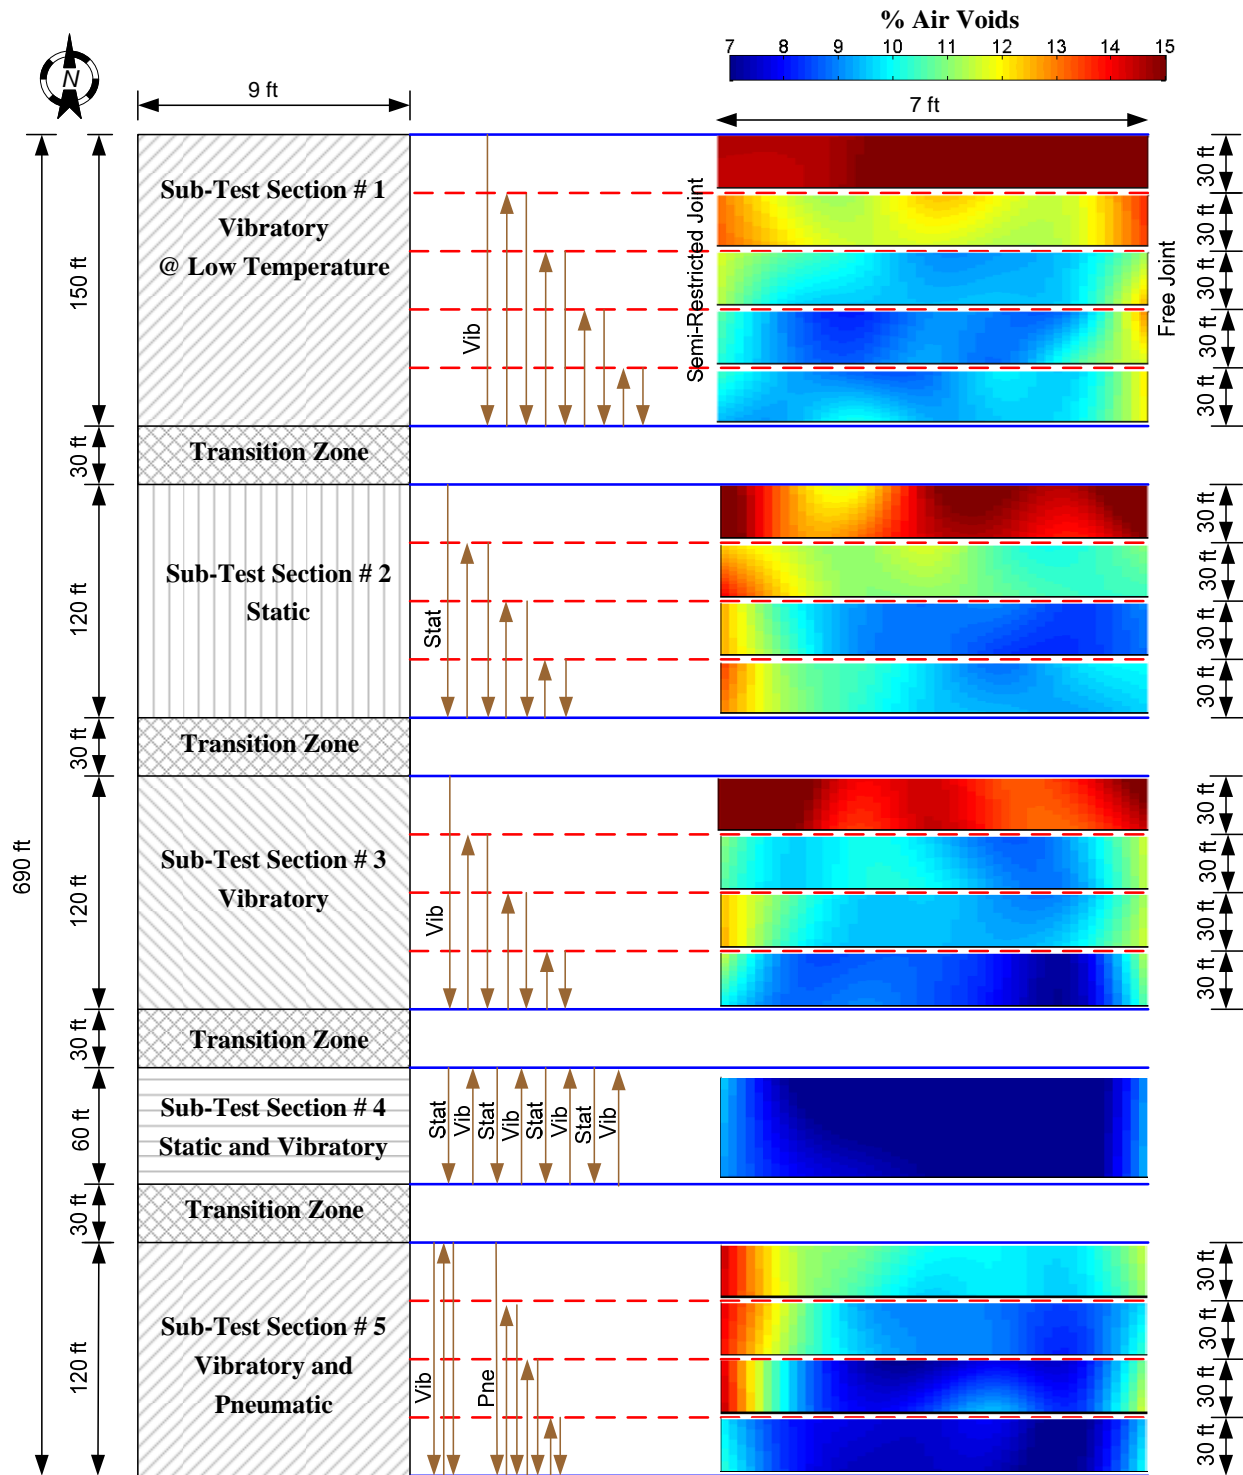 % Air Voids
7 8 9 10 11 12 13 14 15
N
9 ft
7 ft
690 ft
150 ft
Sub-Test Section # 1
Vibratory
@ Low Temperature
Vib
Semi-Restricted Joint
Free Joint
30 ft
30 ft
30 ft
30 ft
30 ft
30 ft
Transition Zone
120 ft
Sub-Test Section # 2
Static
Stat
30 ft
30 ft
30 ft
30 ft
30 ft
Transition Zone
120 ft
Sub-Test Section # 3
Vibratory
Vib
30 ft
30 ft
30 ft
30 ft
30 ft
Transition Zone
60 ft
Sub-Test Section # 4
Static and Vibratory
Stat
Vib
Stat
Vib
Stat
Vib
Stat
Vib
30 ft
Transition Zone
120 ft
Sub-Test Section # 5
Vibratory and
Pneumatic
Vib
Pne
30 ft
30 ft
30 ft
30 ft